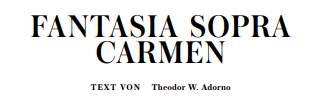 FANTASIA SOPRA
CARMEN
TEXT VON Theodor W. Adorno